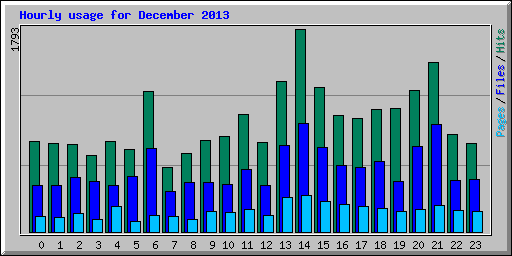 Hourly usage for December 2013
1793
Pages / Files / Hits
0 1 2 3 4 5 6 7 8 9 10 11 12 13 14 15 16 17 18 19 20 21 22 23